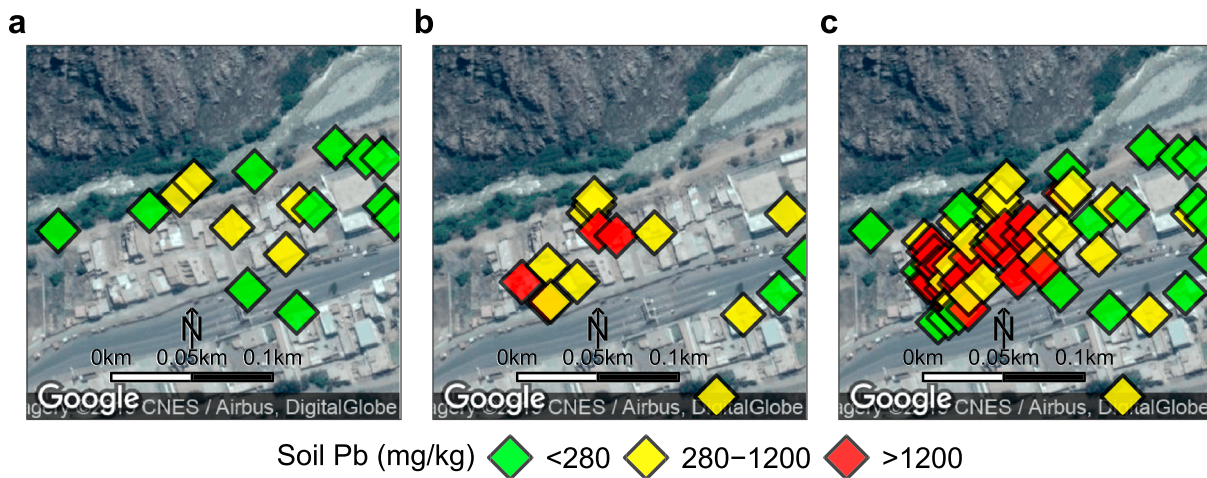 a
b
c
N
N
N
0km 0.05km 0.1km
0km 0.05km 0.1km
0km 0.05km 0.1km
Google
Google
Google
CNES / Airbus, DigitalGlobe
CNES / Airbus, DigitalGlobe
CNES / Airbus, DigitalGlobe
Soil Pb (mg/kg) <280 280−1200 >1200